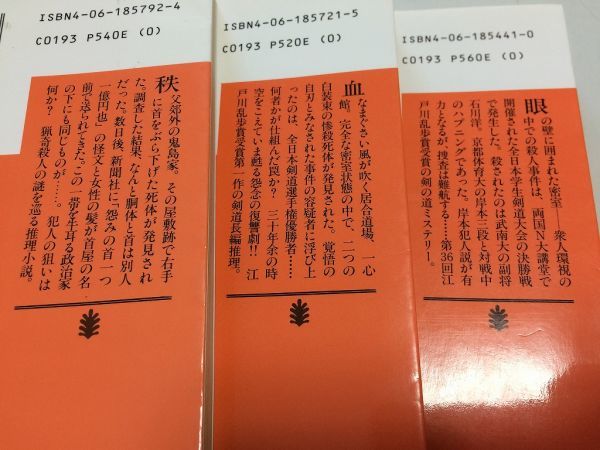 ISBN4-06-185792-4
C0193 P540E (0)
秩父郊外の鬼島家。その屋敷跡で右手
に首をぶら下げた死体が発見され
た。調査した結果、なんと胴体と首は別人
だった。数日後、新聞社に「怨みの首一つ
一億円也」の怪文と女性の髪が首屋の名
前で送られてきた。この一帯を牛耳る政治家
の下にも同じものが……。犯人の狙いは
何か? 猟奇殺人の謎を巡る推理小説。
ISBN4-06-185721-5
C0193 P520E (0)
血なまぐさい風が吹く居合道場、一心
館。完全な密室状態の中で、二つの
白装束の惨殺死体が発見された。覚悟の
自刃とみなされた事件の容疑者に浮び上
ったのは、全日本剣道選手権優勝者……
何者かが仕組んだ罠か? 三十年余の時
空をこえていま甦る怨念の復讐劇!! 江
戸川乱歩賞受賞第一作の剣道長編推理。
ISBN4-06-185441-0
C0193 P560E (0)
眼の壁に囲まれた密室――衆人環視の
中での殺人事件は、両国N大講堂で
開催された全日本学生剣道大会の決勝戦
で発生した。殺されたのは武南大の副将
石川洋。京都体育大の岸本三段と対戦中
のハプニングであった。岸本犯人説が有
力となるが、捜査は難航する……第36回江
戸川乱歩賞受賞の剣の道ミステリー。